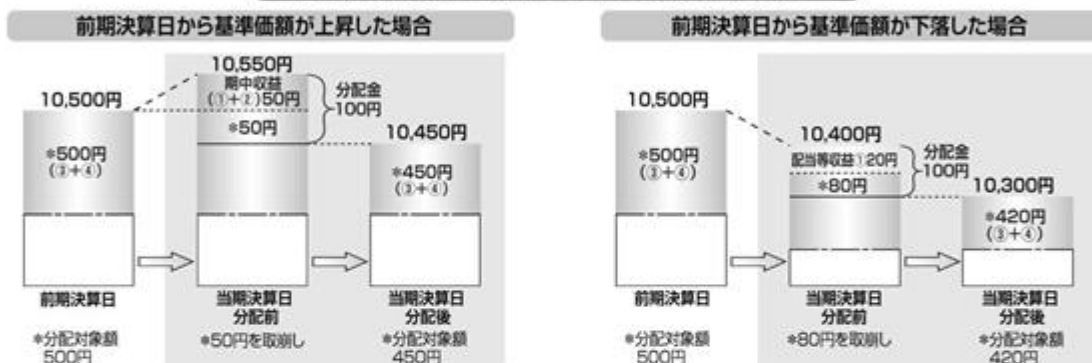 前期決算日から基準価額が上昇した場合
10,500円
*500円
(③+④)
前期決算日
*分配対象額
500円
10,550円
期中収益
(①+②)50円
*50円
分配金
100円
当期決算日
分配前
*50円を取崩し
10,450円
*450円
(③+④)
当期決算日
分配後
*分配対象額
450円
前期決算日から基準価額が下落した場合
10,500円
*500円
(③+④)
前期決算日
*分配対象額
500円
10,400円
配当等収益①20円
*80円
分配金
100円
当期決算日
分配前
*80円を取崩し
10,300円
*420円
(③+④)
当期決算日
分配後
*分配対象額
420円